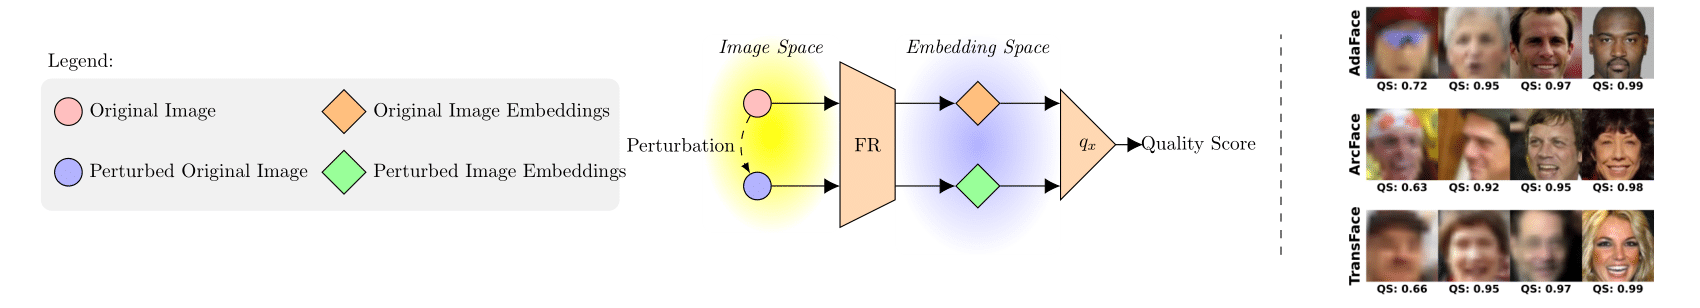 Legend:
Original Image
Original Image Embeddings
Perturbed Original Image
Perturbed Image Embeddings
Image Space
Embedding Space
Perturbation
FR
qx
Quality Score
AdaFace
QS: 0.72 QS: 0.95 QS: 0.97 QS: 0.99
ArcFace
QS: 0.63 QS: 0.92 QS: 0.95 QS: 0.98
TransFace
QS: 0.66 QS: 0.95 QS: 0.97 QS: 0.99